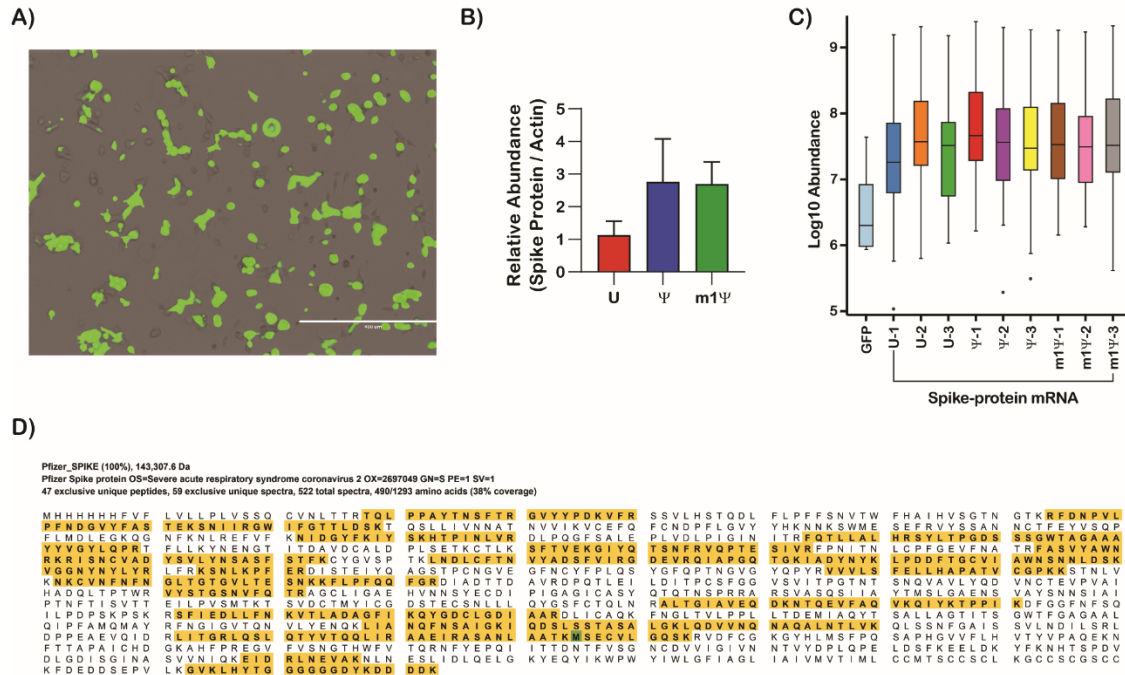 A)
B)
C)
Relative Abundance
(Spike Protein / Actin)
5
4
3
2
1
0
U
Ψ
m1Ψ
Log10 Abundance
9
8
7
6
5
GFP
U-1
U-2
U-3
Ψ-1
Ψ-2
Ψ-3
m1Ψ-1
m1Ψ-2
m1Ψ-3
Spike-protein mRNA
D)
Pfizer_SPIKE (100%), 143,307.6 Da
Pfizer Spike protein OS=Severe acute respiratory syndrome coronavirus 2 OX=2697049 GN=S PE=1 SV=1
47 exclusive unique peptides, 59 exclusive unique spectra, 522 total spectra, 490/1293 amino acids (38% coverage)
MHHHHHHFVF LVLLPLVSSQ CVNLTTRTQL PPAYTNSFTR GVYYPDKVFR SSVLHSTQDL FLPFFSNVTW FHAIHVSGTN GTKRFDNPVL
PFNDGVYFAS TEKSNIIRGW IFGTTLDSKT QSLLIVNNAT NVVIKVCEFQ FCNDPFLGVY YHKNNKSWME SEFRVYSSAN NCTFEYVSQP
FLMDLEGKQG NFKNLREFVF KNIDGYFKIY SKHTPINLVR DLPQGFSALE PLVDLPIGIN ITRFQTLLAL HRSYLTPGDS SSGWTAGAAA
YYVGYLQPRT FLLKYNENGT ITDAVDCALD PLSETKCTLK SFTVEKGIYQ TSNFRVQPTE SIVRFPNITN LCPFGEVFNA TRFASVYAWN
RKRISNCVAD YSVLYNSASF STFKCYGVSP TKLNDLCFTN VYADSFVIRG DEVRQIAPGQ TGKIADYNYK LPDDFTGCVI AWNSNNLDSK
VGGNYNYLYR LFRKSNLKPF ERDISTEIYQ AGSTPCNGVE GFNCYFPLQS YGFQPTNGVG YQPYRVVVLS FELLHAPATV CGPKKSTNLV
KNKCVNFNFN GLTGTGVLTE SNKKFLPFQQ FGRDIADTTD AVRDPQTLEI LDITPCSFGG VSVITPGTNT SNQVAVLYQD VNCTEVPVAI
HADQLTPTWR VYSTGSNVFQ TRAGCLIGAE HVNNSYECDI PIGAGICASY QTQTNSPRRA RSVASQSIIA YTMSLGAENS VAYSNNSIAI
PTNFTISVTT EILPVSMTKT SVDCTMYICG DSTECSNLLL QYGSFCTQLN RALTGIAVEQ DKNTQEVFAQ VKQIYKTPPI KDFGGFNFSQ
ILPDPSKPSK RSFIEDLLFN KVTLADAGFI KQYGDCLGDI AARDLICAQK FNGLTVLPPL LTDEMIAQYT SALLAGTITS GWTFGAGAAL
QIPFAMQMAY RFNGIGVTQN VLYENQKLIA NQFNSAIGKI QDSLSSTASA LGKLQDVVNQ NAQALNTLVK QLSSNFGAIS SVLNDILSRL
DPPEAEVQID RLITGRLQSL QTYVTQQLIR AAEIRASANL AATKMSECVL GQSKRVDFCG KGYHLMSFPQ SAPHGVVFLH VTYVPAQEKN
FTTAPAICHD GKAHFPREGV FVSNGTHWFV TQRNFYEPQI ITTDNTFVSG NCDVVIGIVN NTVYDPLQPE LDSFKEELDK YFKNHTSPDV
DLGDISGINA SVVNIQKEID RLNEVAKNLN ESLIDLQELG KYEQYIKWPW YIWLGFIAGL IAIVMVTIML CCMTSCCSCL KGCCSCGSCC
KFDEDDSEPV LKGVKLHYTG GGGGGDYKDD DDK